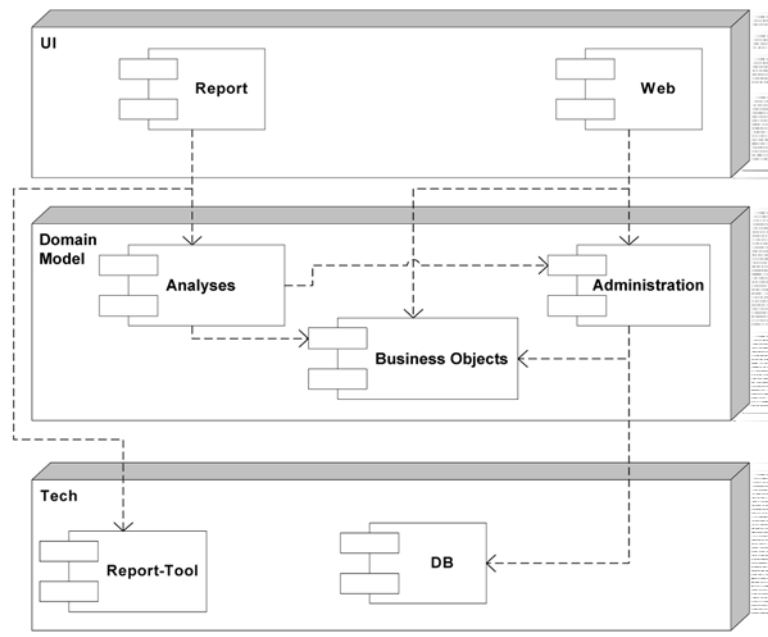 UI
Report
Web
Domain
Model
Analyses
Administration
Business Objects
Tech
Report-Tool
DB